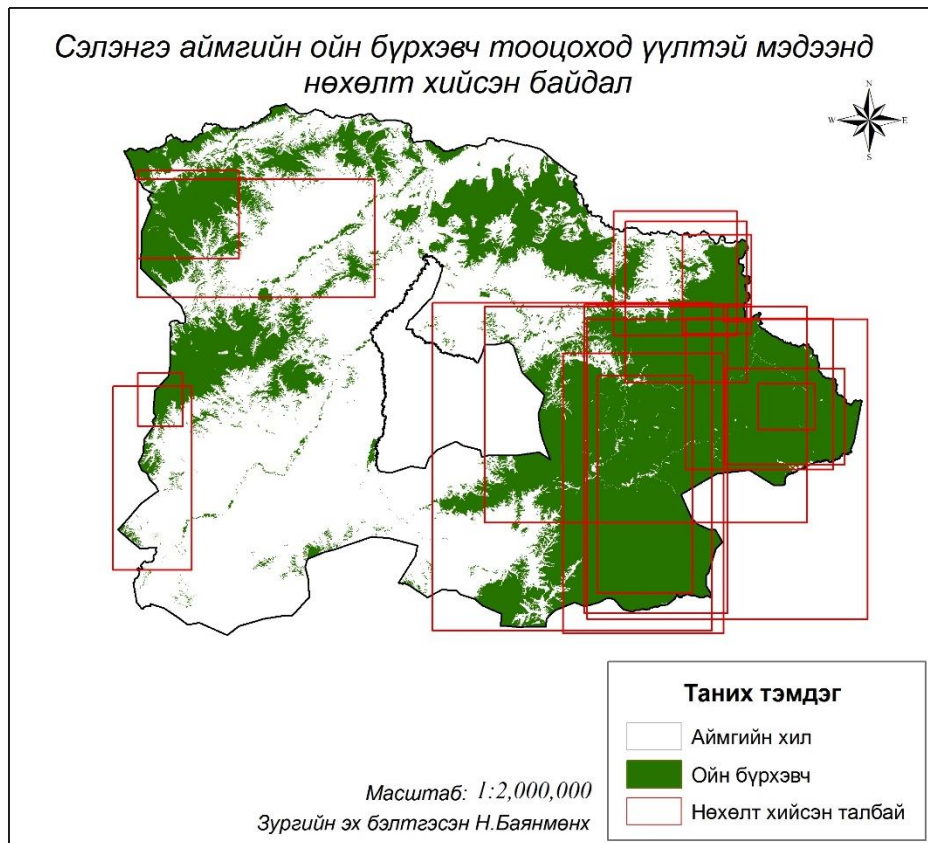 Сэлэнгэ аймгийн ойн бүрхэвч тооцоход үүлтэй мэдээнд
нөхөлт хийсэн байдал
N
W
E
S
Таних тэмдэг
Аймгийн хил
Ойн бүрхэвч
Нөхөлт хийсэн талбай
Масштаб: 1:2,000,000
Зургийн эх бэлтгэсэн Н.Баянмөнх